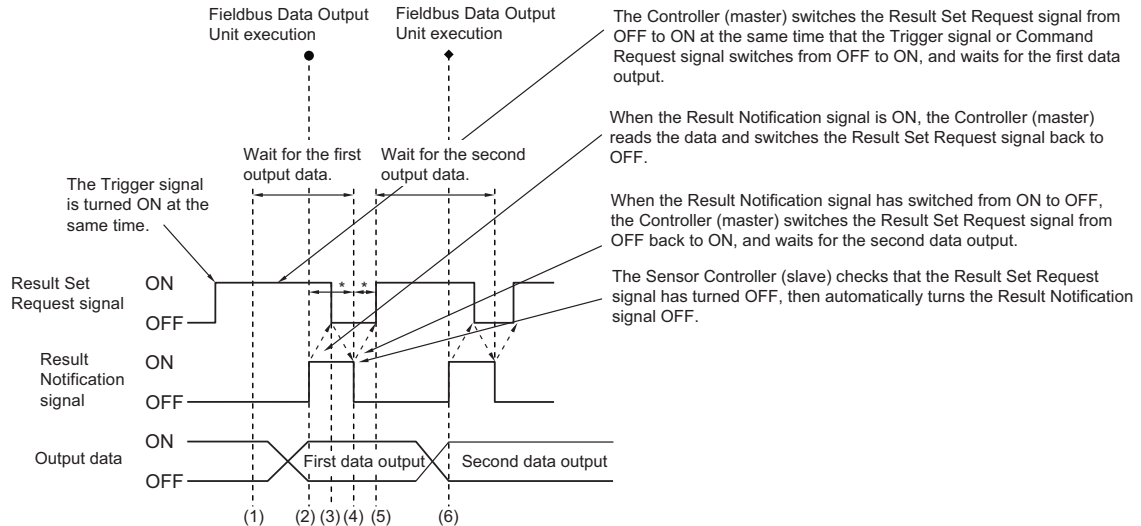 Fieldbus Data Output
Unit execution
Fieldbus Data Output
Unit execution
The Controller (master) switches the Result Set Request signal from
OFF to ON at the same time that the Trigger signal or Command
Request signal switches from OFF to ON, and waits for the first data
output.
When the Result Notification signal is ON, the Controller (master)
reads the data and switches the Result Set Request signal back to
OFF.
Wait for the first
output data.
Wait for the second
output data.
The Trigger signal
is turned ON at the
same time.
When the Result Notification signal has switched from ON to OFF,
the Controller (master) switches the Result Set Request signal from
OFF back to ON, and waits for the second data output.
The Sensor Controller (slave) checks that the Result Set Request
signal has turned OFF, then automatically turns the Result Notification
signal OFF.
Result Set
Request signal
ON
OFF
* *
Result
Notification
signal
ON
OFF
Output data
ON
OFF
First data output
Second data output
(1) (2) (3) (4) (5) (6)